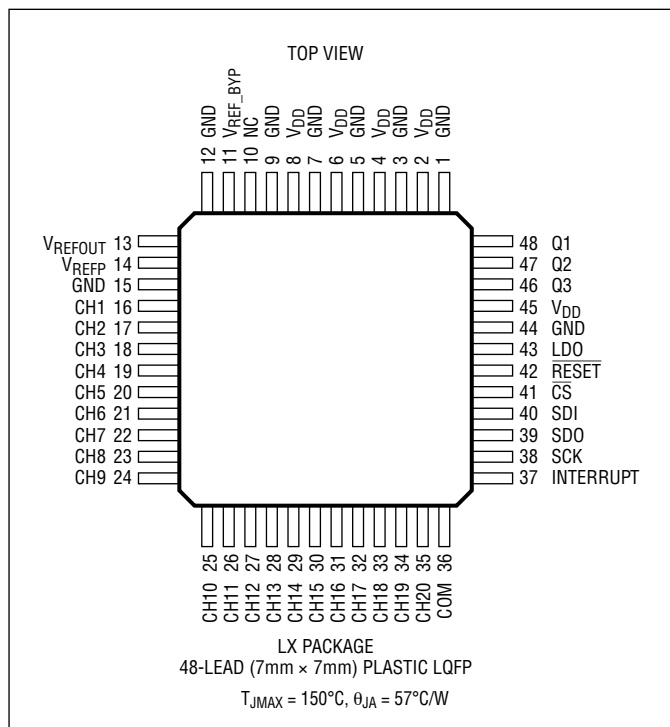 TOP VIEW
12 GND
11 VREF_BYP
10 NC
9 GND
8 VDD
7 GND
6 VDD
5 GND
4 VDD
3 GND
2 VDD
1 GND
VREFOUT 13
VREFP 14
GND 15
CH1 16
CH2 17
CH3 18
CH4 19
CH5 20
CH6 21
CH7 22
CH8 23
CH9 24
48 Q1
47 Q2
46 Q3
45 VDD
44 GND
43 LDO
42 RESET
41 CS
40 SDI
39 SDO
38 SCK
37 INTERRUPT
CH10 25
CH11 26
CH12 27
CH13 28
CH14 29
CH15 30
CH16 31
CH17 32
CH18 33
CH19 34
CH20 35
COM 36
LX PACKAGE
48-LEAD (7mm × 7mm) PLASTIC LQFP
TJMAX = 150°C, θJA = 57°C/W